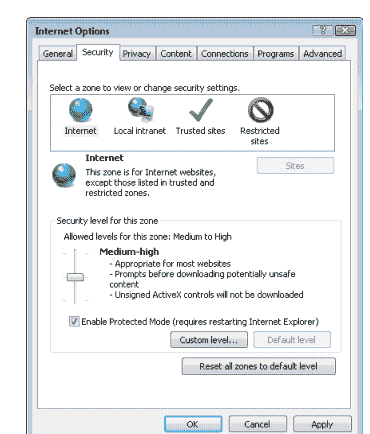 Internet Options
General Security Privacy Content Connections Programs Advanced
Select a zone to view or change security settings.
Internet Local intranet Trusted sites Restricted
sites
Internet
Sites
This zone is for Internet websites,
except those listed in trusted and
restricted zones.
Security level for this zone
Allowed levels for this zone: Medium to High
Medium-high
- Appropriate for most websites
- Prompts before downloading potentially unsafe
content
- Unsigned ActiveX controls will not be downloaded
Enable Protected Mode (requires restarting Internet Explorer)
Custom level... Default level
Reset all zones to default level
OK Cancel Apply